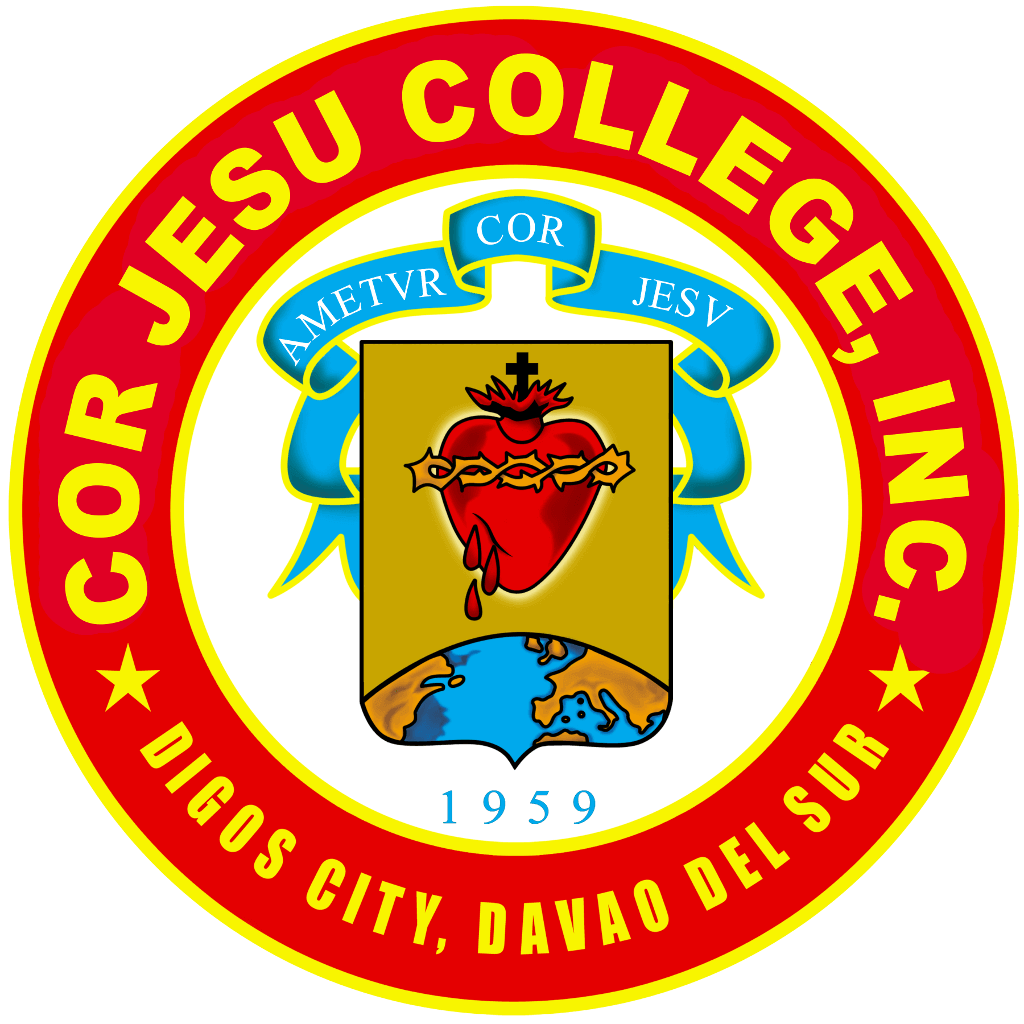 COR JESU COLLEGE, INC.
AMETVR COR JESV
1959
DIGOS CITY, DAVAO DEL SUR